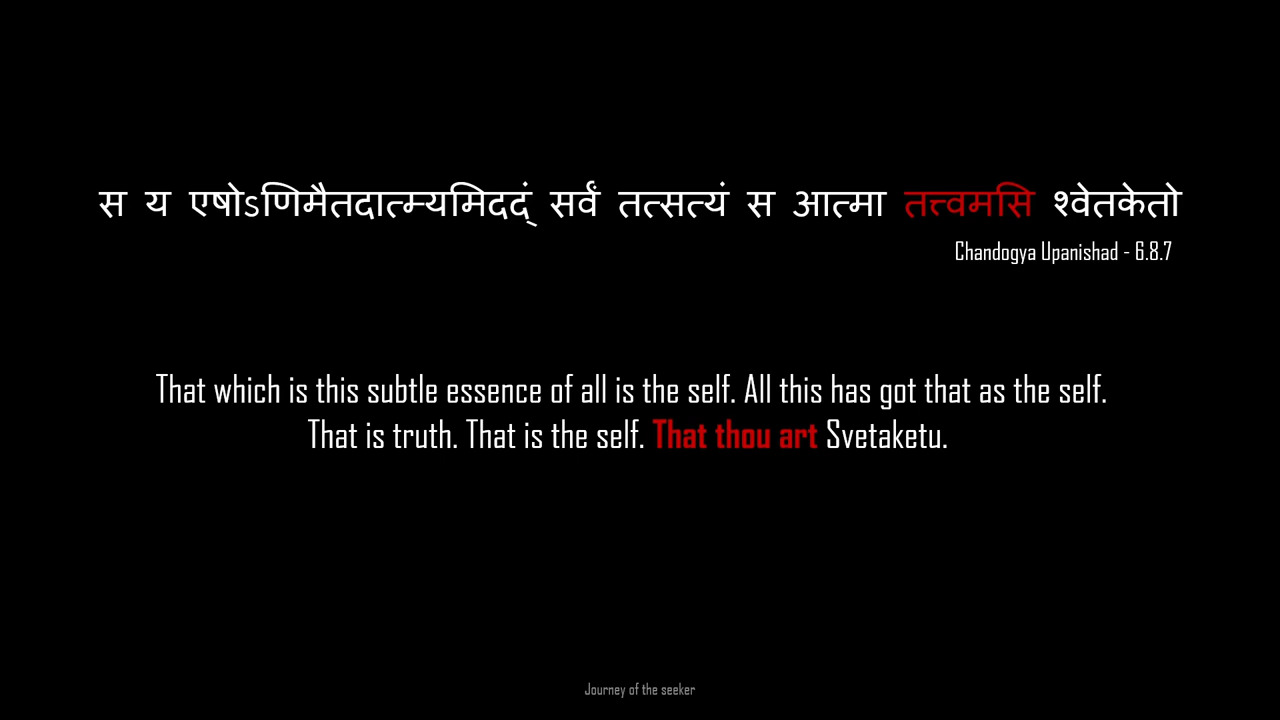 स य एषोऽणिमैतदात्म्यमिदद्ं सर्वं तत्सत्यं स आत्मा तत्त्वमसि श्वेतकेतो
Chandogya Upanishad - 6.8.7
That which is this subtle essence of all is the self. All this has got that as the self.
That is truth. That is the self. That thou art Svetaketu.
Journey of the seeker